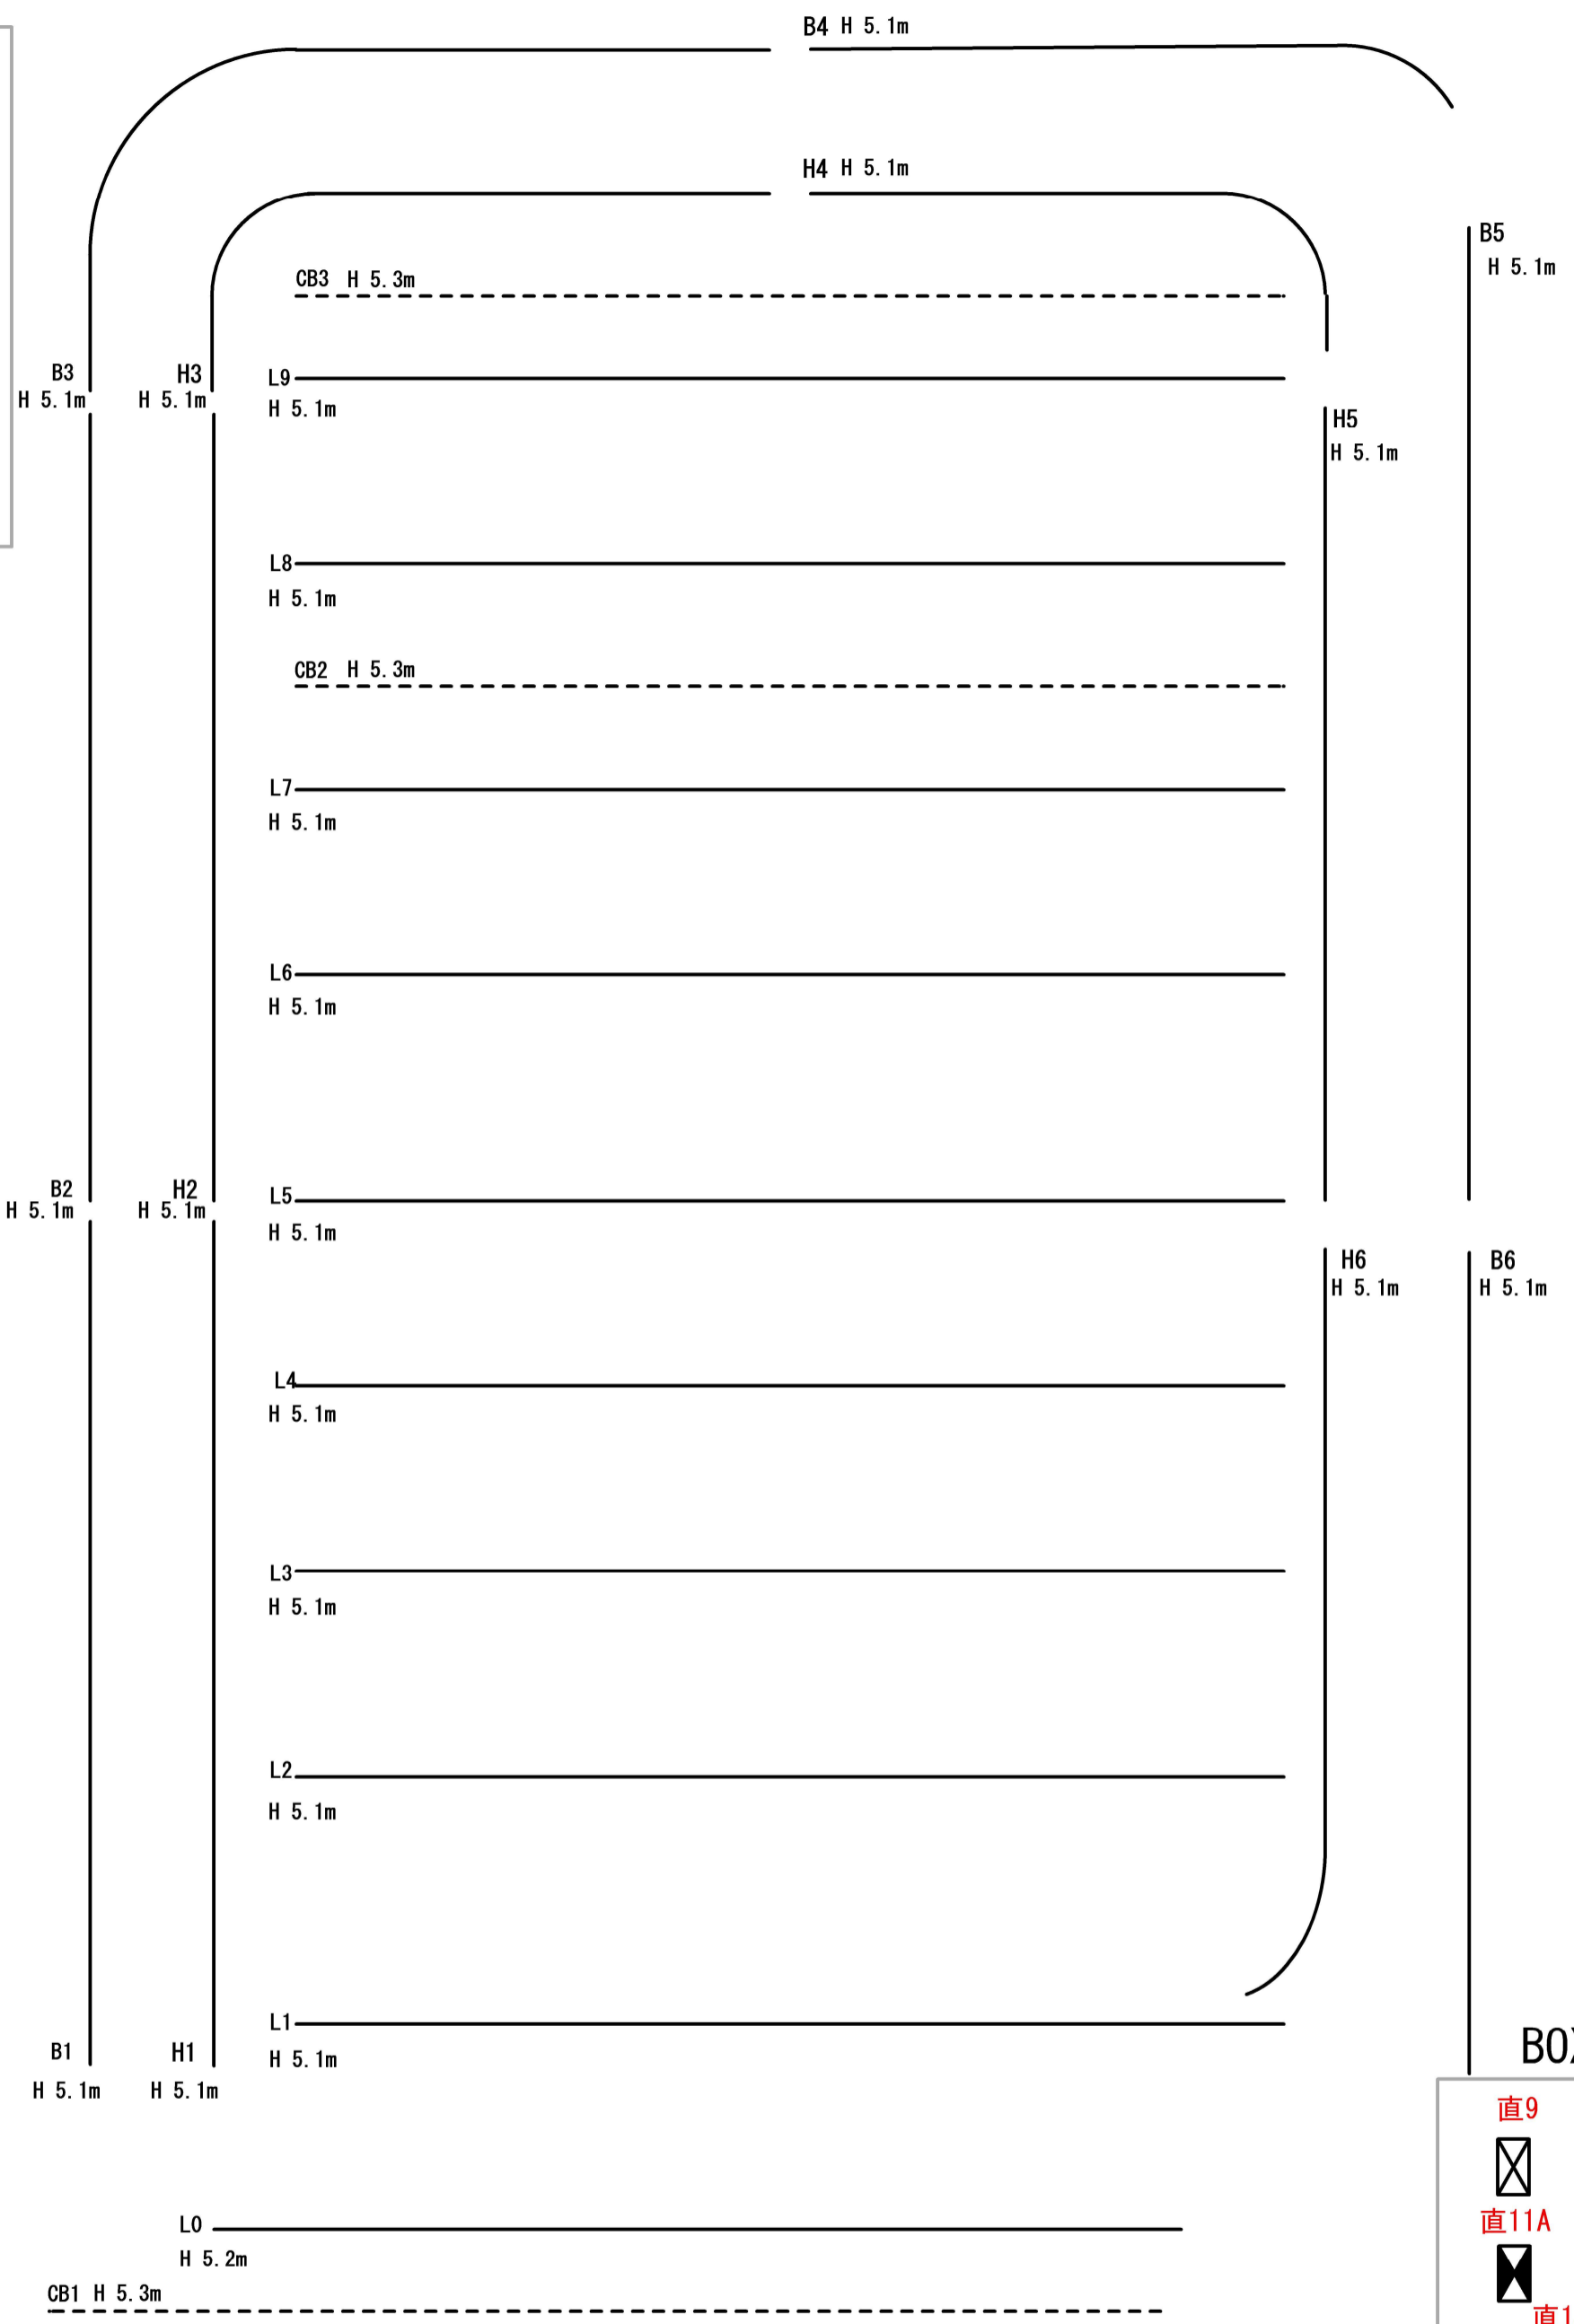 B4 H 5.1m
H4 H 5.1m
B5
H 5.1m
CB3 H 5.3m
B3
H 5.1m
H3
H 5.1m
L9
H 5.1m
H5
H 5.1m
L8
H 5.1m
CB2 H 5.3m
L7
H 5.1m
L6
H 5.1m
B2
H 5.1m
H2
H 5.1m
L5
H 5.1m
H6
H 5.1m
B6
H 5.1m
L4
H 5.1m
L3
H 5.1m
L2
H 5.1m
L1
H 5.1m
B1
H 5.1m
H1
H 5.1m
直9
直11A
L0
H 5.2m
CB1 H 5.3m